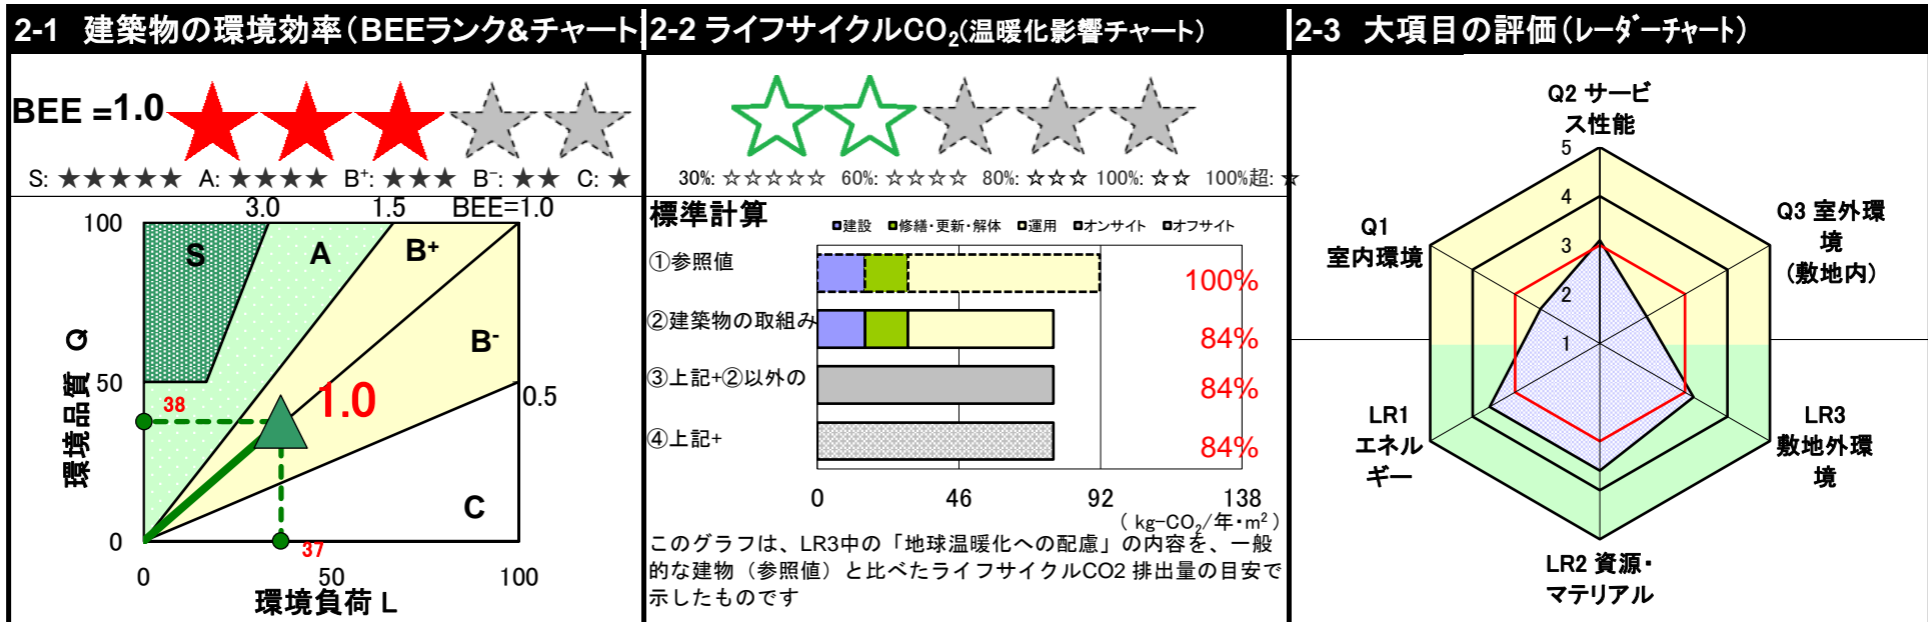 2-1 建築物の環境効率（BEEランク&チャート）
BEE =1.0
S: ★★★★★ A: ★★★★ B⁺: ★★★ B⁻: ★★ C: ★
3.0 1.5 BEE=1.0
100
S
A
B⁺
B⁻
50
38
1.0
0.5
C
0
37
0 50 100
環境品質 Q
環境負荷 L
2-2 ライフサイクルCO₂(温暖化影響チャート)
30%: ☆☆☆☆☆ 60%: ☆☆☆☆ 80%: ☆☆☆ 100%: ☆☆ 100%超: ☆
標準計算
建設 修繕・更新・解体 運用 オンサイト オフサイト
①参照値 100%
②建築物の取組み 84%
③上記+②以外の 84%
④上記+ 84%
0 46 92 138
( kg-CO₂/年・m² )
このグラフは、LR3中の「地球温暖化への配慮」の内容を、一般
的な建物（参照値）と比べたライフサイクルCO2 排出量の目安で
示したものです
2-3 大項目の評価（レーダーチャート）
Q2 サービ
ス性能
5
4
3
2
1
Q1
室内環境
Q3 室外環
境
(敷地内)
LR1
エネル
ギー
LR3
敷地外環
境
LR2 資源・
マテリアル